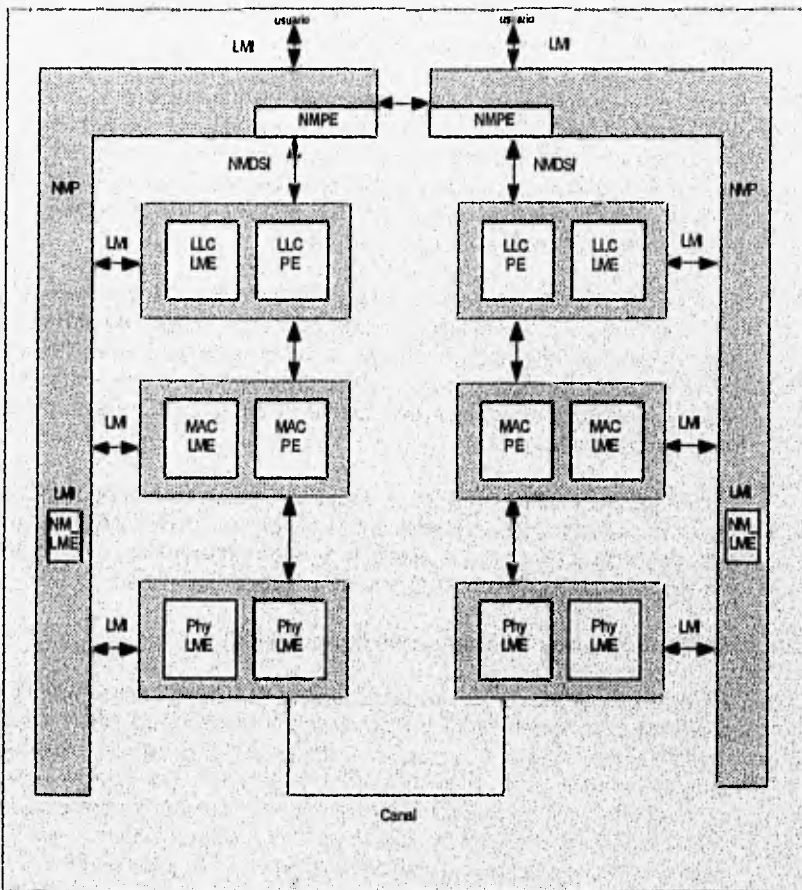 usuario usuario
LMI LMI
NMPE NMPE
NMDSI NMDSI
NMP NMP
LMI LLC LME LLC PE LLC PE LLC LME LMI
LMI MAC LME MAC PE MAC PE MAC LME LMI
LMI LMI
NM_ LME NM_ LME
LMI Phy LME Phy LME Phy LME Phy LME LMI
Canal